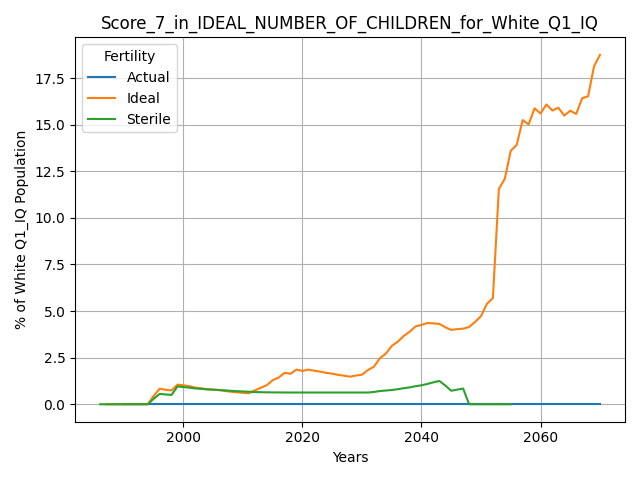 Score_7_in_IDEAL_NUMBER_OF_CHILDREN_for_White_Q1_IQ
Fertility
Actual
Ideal
Sterile
% of White Q1_IQ Population
17.5
15.0
12.5
10.0
7.5
5.0
2.5
0.0
2000
2020
2040
2060
Years